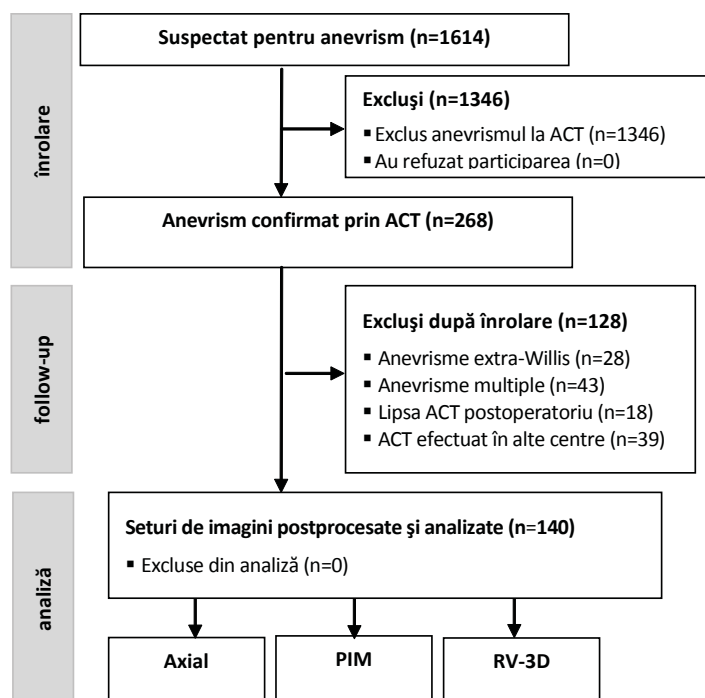 Suspectat pentru anevrism (n=1614)
înrolare
Excluşi (n=1346)
▪ Exclus anevrismul la ACT (n=1346)
▪ Au refuzat participarea (n=0)
Anevrism confirmat prin ACT (n=268)
follow-up
Excluşi după înrolare (n=128)
▪ Anevrisme extra-Willis (n=28)
▪ Anevrisme multiple (n=43)
▪ Lipsa ACT postoperatoriu (n=18)
▪ ACT efectuat în alte centre (n=39)
analiză
Seturi de imagini postprocesate şi analizate (n=140)
▪ Excluse din analiză (n=0)
Axial
PIM
RV-3D